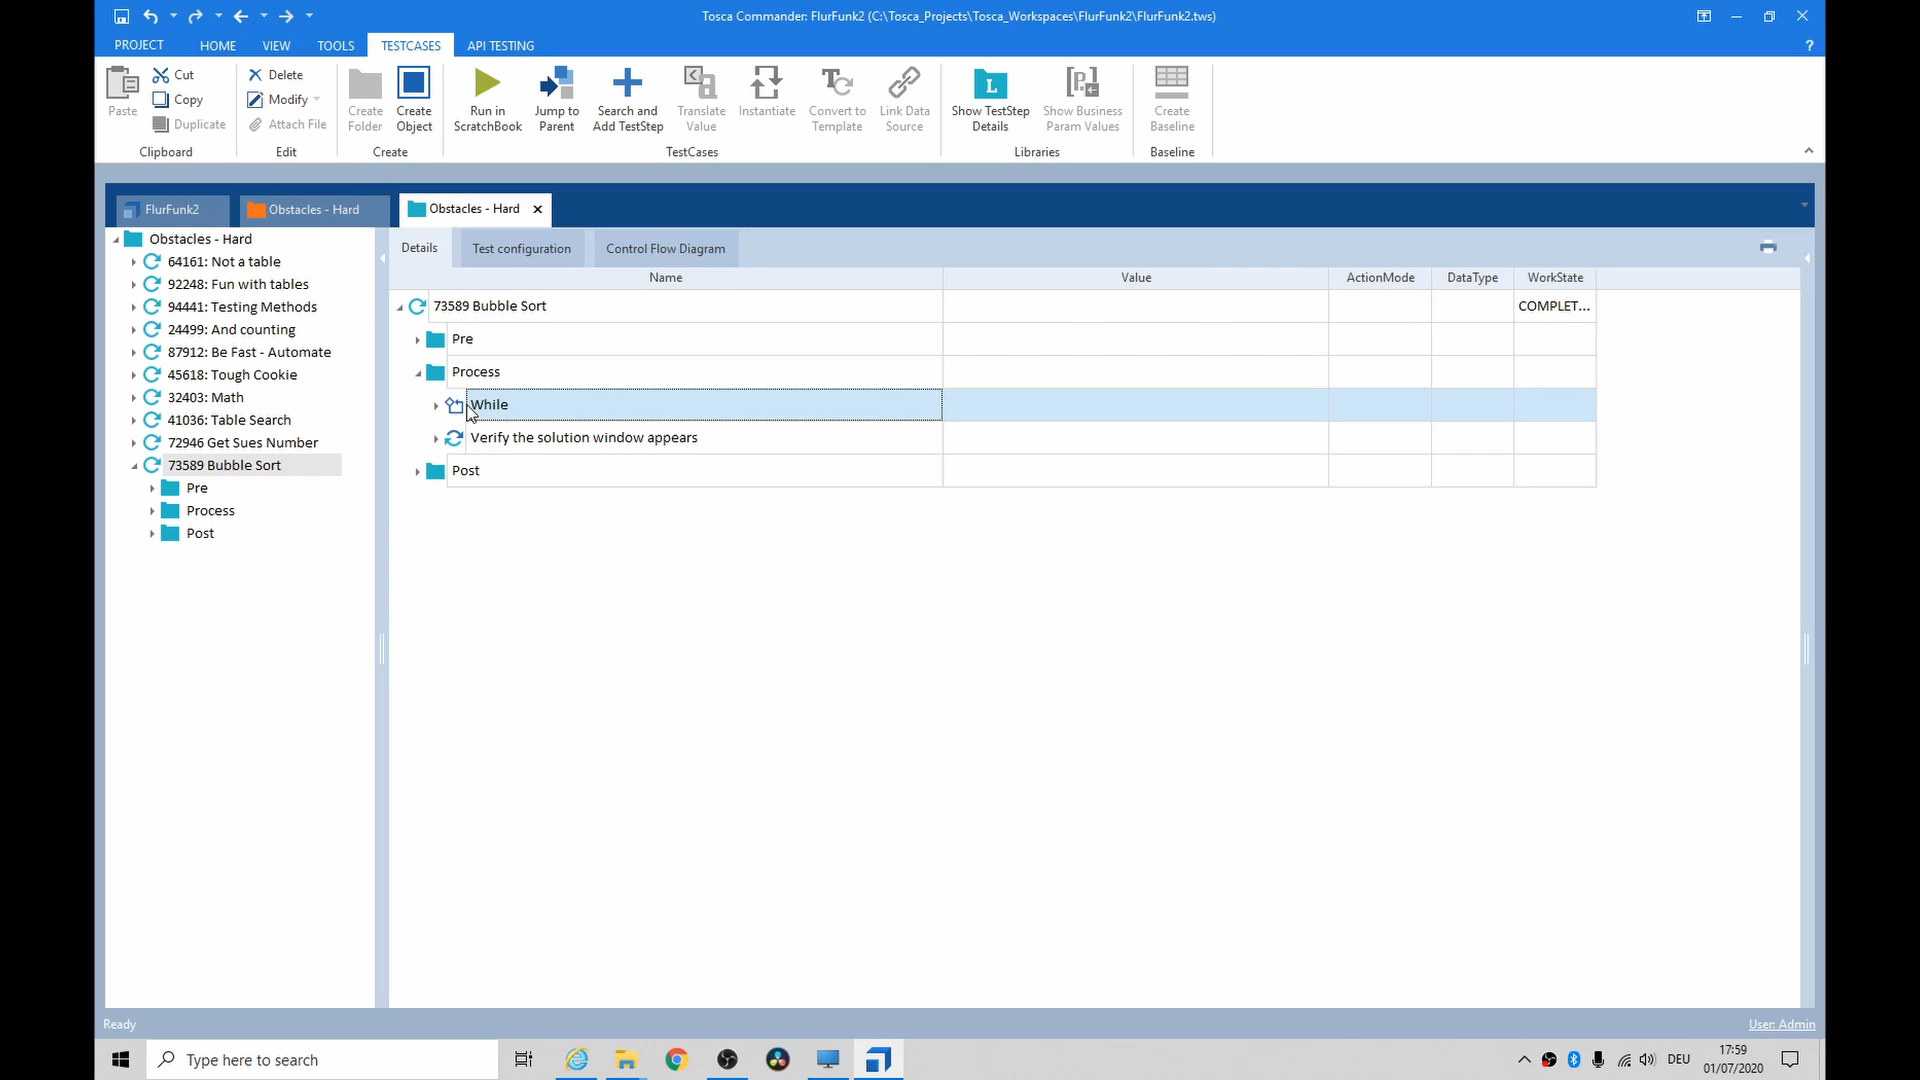 Tosca Commander: FlurFunk2 (C:\Tosca_Projects\Tosca_Workspaces\FlurFunk2\FlurFunk2.tws)
PROJECT HOME VIEW TOOLS TESTCASES API TESTING ?
Paste
Cut
Copy
Duplicate
Clipboard
Delete
Modify
Attach File
Edit
Create Folder
Create Object
Create
Run in ScratchBook
Jump to Parent
Search and Add TestStep
Translate Value
Instantiate
Convert to Template
Link Data Source
TestCases
Show TestStep Details
Show Business Param Values
Libraries
Create Baseline
Baseline
FlurFunk2 Obstacles - Hard Obstacles - Hard
Obstacles - Hard
64161: Not a table
92248: Fun with tables
94441: Testing Methods
24499: And counting
87912: Be Fast - Automate
45618: Tough Cookie
32403: Math
41036: Table Search
72946 Get Sues Number
73589 Bubble Sort
Pre
Process
Post
Details Test configuration Control Flow Diagram
Name Value ActionMode DataType WorkState
73589 Bubble Sort COMPLET...
Pre
Process
While
Verify the solution window appears
Post
Ready User: Admin
Type here to search
DEU
17:59
01/07/2020